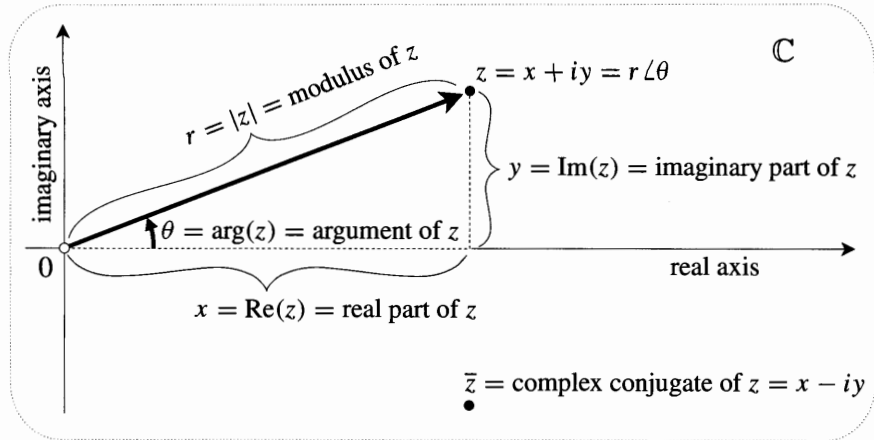 ℂ
imaginary axis
r = |z| = modulus of z
z = x + iy = r∠θ
y = Im(z) = imaginary part of z
θ = arg(z) = argument of z
0
real axis
x = Re(z) = real part of z
z̄ = complex conjugate of z = x − iy